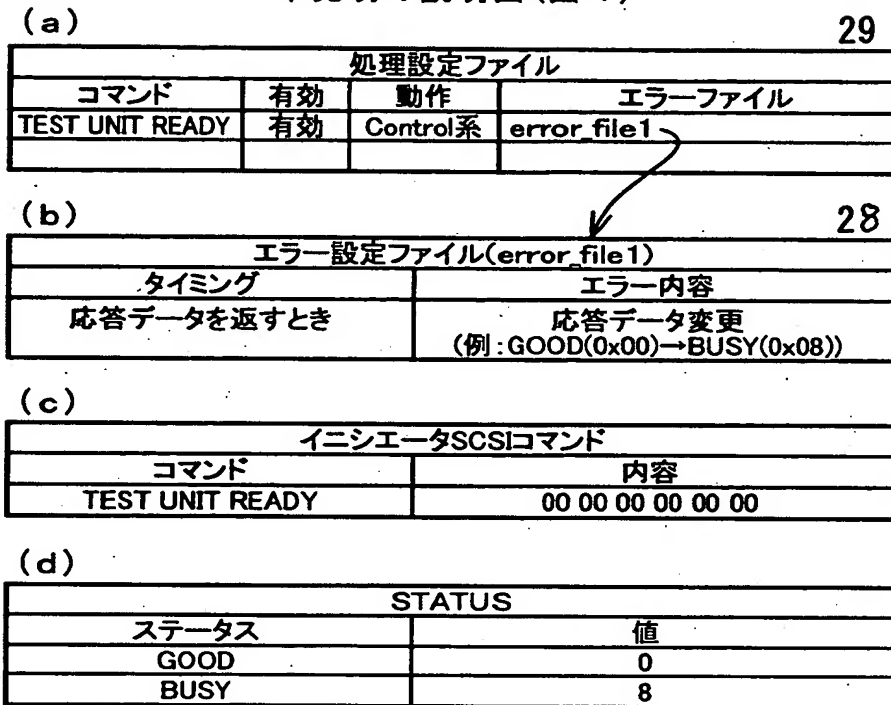 (a)
29
処理設定ファイル
コマンド 有効 動作 エラーファイル
TEST UNIT READY 有効 Control系 error_file1
(b)
28
エラー設定ファイル(error_file1)
タイミング エラー内容
応答データを返すとき 応答データ変更
(例:GOOD(0x00)→BUSY(0x08))
(c)
イニシエータSCSIコマンド
コマンド 内容
TEST UNIT READY 00 00 00 00 00 00
(d)
STATUS
ステータス 値
GOOD 0
BUSY 8